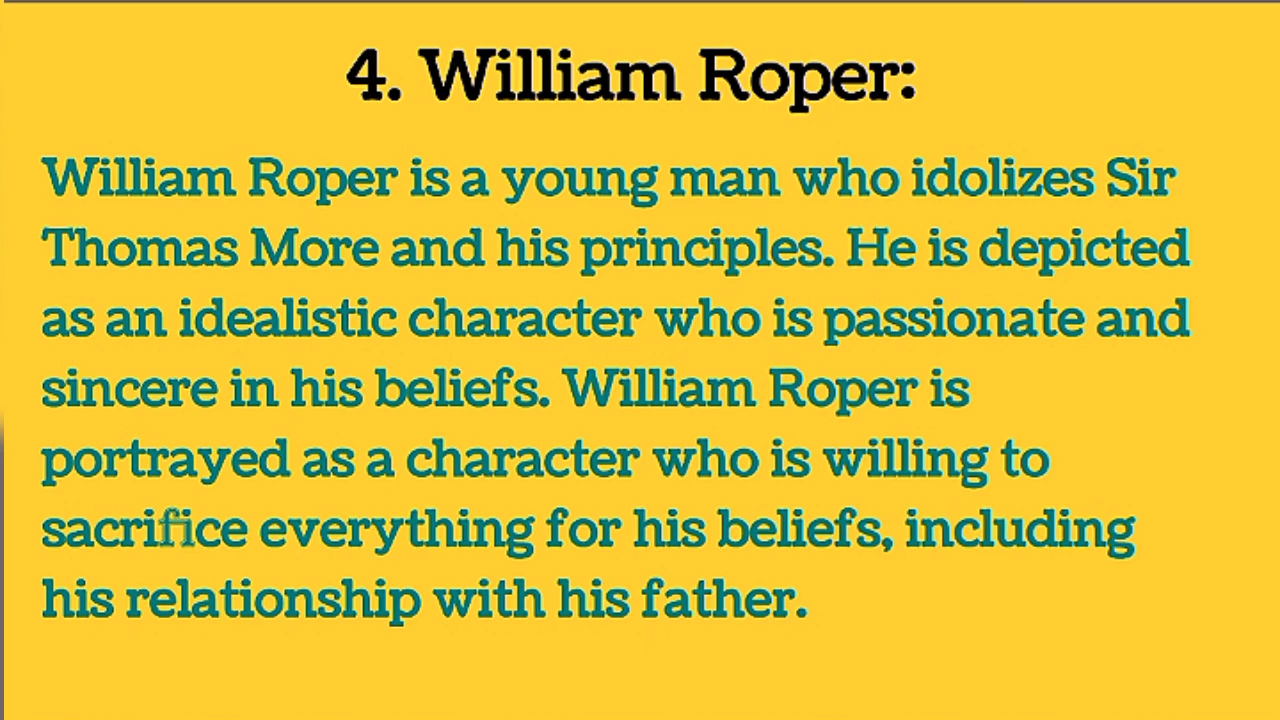 4. William Roper:
William Roper is a young man who idolizes Sir
Thomas More and his principles. He is depicted
as an idealistic character who is passionate and
sincere in his beliefs. William Roper is
portrayed as a character who is willing to
sacrifice everything for his beliefs, including
his relationship with his father.